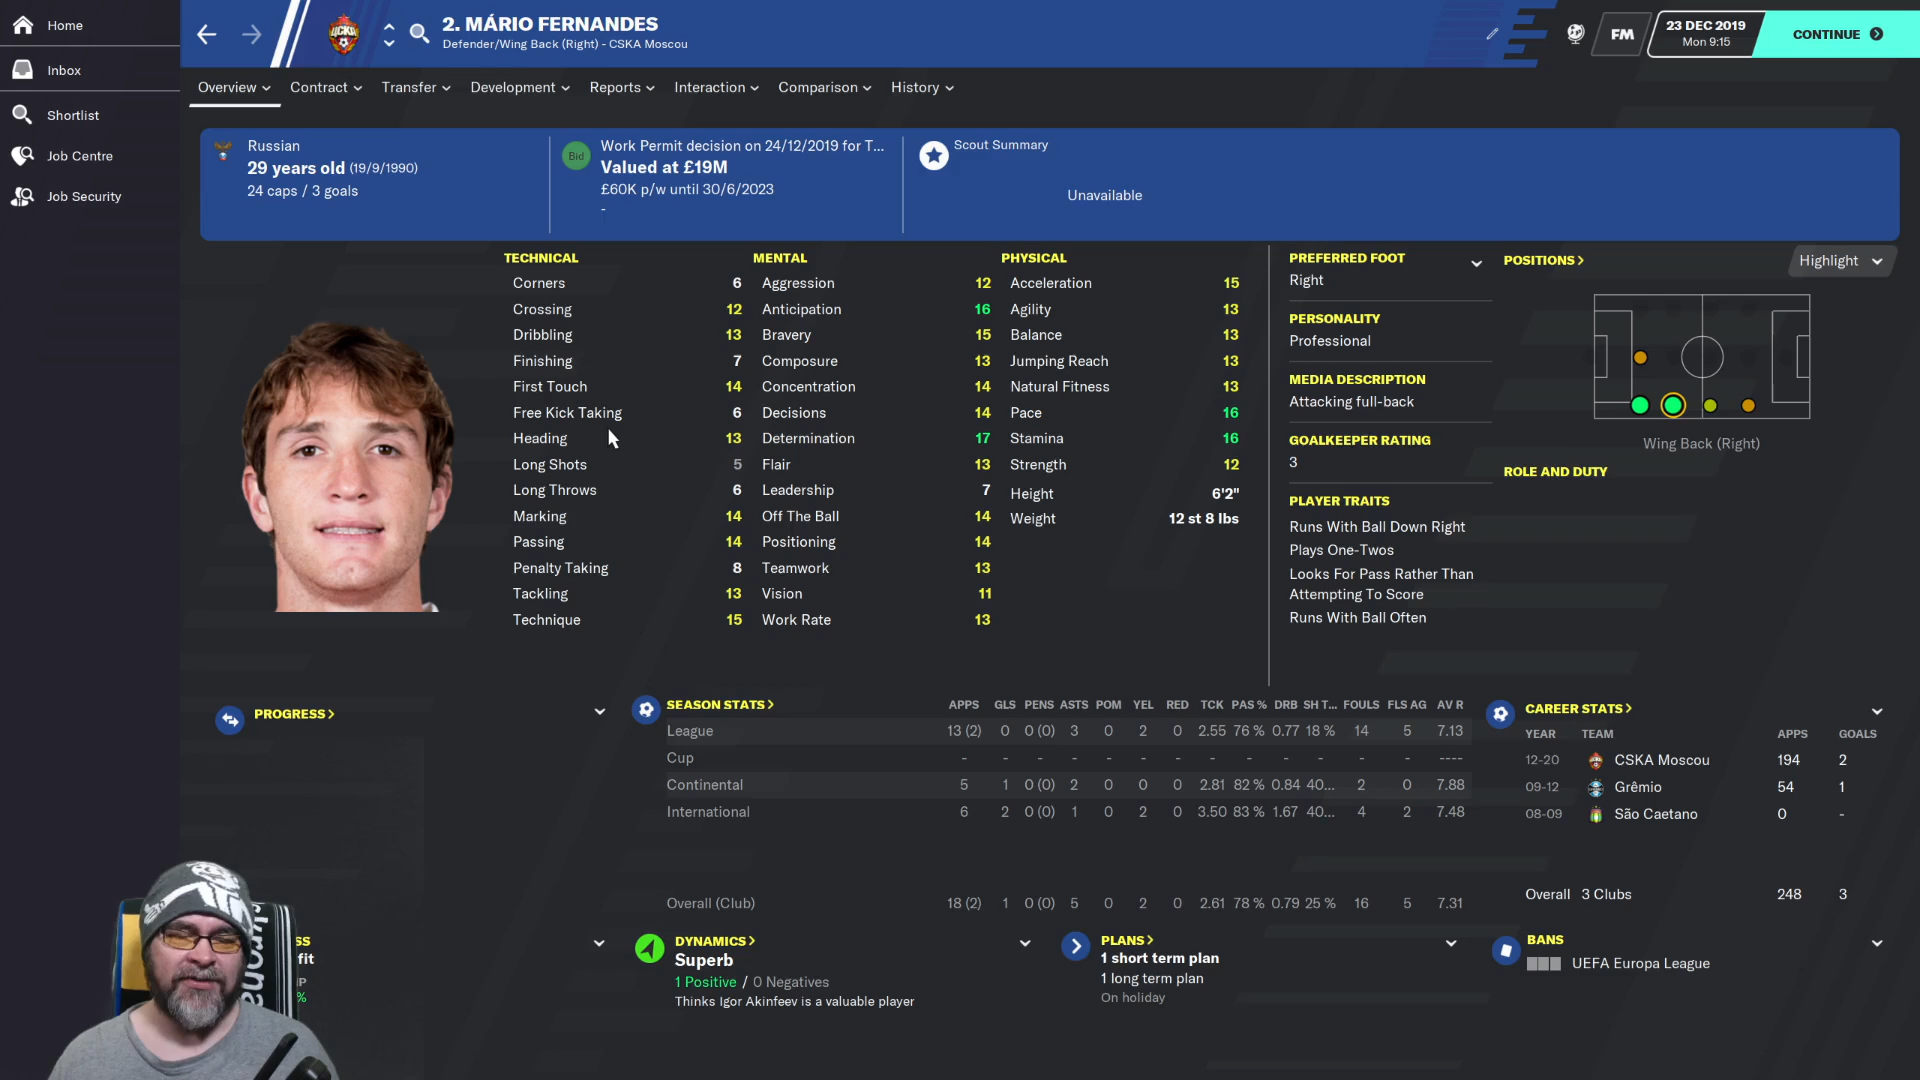 Home
Inbox
Shortlist
Job Centre
Job Security
2. MÁRIO FERNANDES
Defender/Wing Back (Right) - CSKA Moscou
FM
23 DEC 2019
Mon 9:15
CONTINUE
Overview
Contract
Transfer
Development
Reports
Interaction
Comparison
History
Russian
29 years old (19/9/1990)
24 caps / 3 goals
Bid
Work Permit decision on 24/12/2019 for T...
Valued at £19M
£60K p/w until 30/6/2023
-
Scout Summary
Unavailable
TECHNICAL
Corners 6
Crossing 12
Dribbling 13
Finishing 7
First Touch 14
Free Kick Taking 6
Heading 13
Long Shots 5
Long Throws 6
Marking 14
Passing 14
Penalty Taking 8
Tackling 13
Technique 15
MENTAL
Aggression 12
Anticipation 16
Bravery 15
Composure 13
Concentration 14
Decisions 14
Determination 17
Flair 13
Leadership 7
Off The Ball 14
Positioning 14
Teamwork 13
Vision 11
Work Rate 13
PHYSICAL
Acceleration 15
Agility 13
Balance 13
Jumping Reach 13
Natural Fitness 13
Pace 16
Stamina 16
Strength 12
Height 6'2"
Weight 12 st 8 lbs
PREFERRED FOOT
Right
PERSONALITY
Professional
MEDIA DESCRIPTION
Attacking full-back
GOALKEEPER RATING
3
PLAYER TRAITS
Runs With Ball Down Right
Plays One-Twos
Looks For Pass Rather Than
Attempting To Score
Runs With Ball Often
POSITIONS >
Highlight
Wing Back (Right)
ROLE AND DUTY
PROGRESS >
SEASON STATS > APPS GLS PENS ASTS POM YEL RED TCK PAS % DRB SH T... FOULS FLS AG AV R
League 13 (2) 0 0 (0) 3 0 2 0 2.55 76 % 0.77 18 % 14 5 7.13
Cup - - - - - - - - - - - - - ----
Continental 5 1 0 (0) 2 0 0 0 2.81 82 % 0.84 40... 2 0 7.88
International 6 2 0 (0) 1 0 2 0 3.50 83 % 1.67 40... 4 2 7.48
Overall (Club) 18 (2) 1 0 (0) 5 0 2 0 2.61 78 % 0.79 25 % 16 5 7.31
CAREER STATS >
YEAR TEAM APPS GOALS
12-20 CSKA Moscou 194 2
09-12 Grêmio 54 1
08-09 São Caetano 0 -
Overall 3 Clubs 248 3
SS
fit
%
DYNAMICS >
Superb
1 Positive / 0 Negatives
Thinks Igor Akinfeev is a valuable player
PLANS >
1 short term plan
1 long term plan
On holiday
BANS
UEFA Europa League